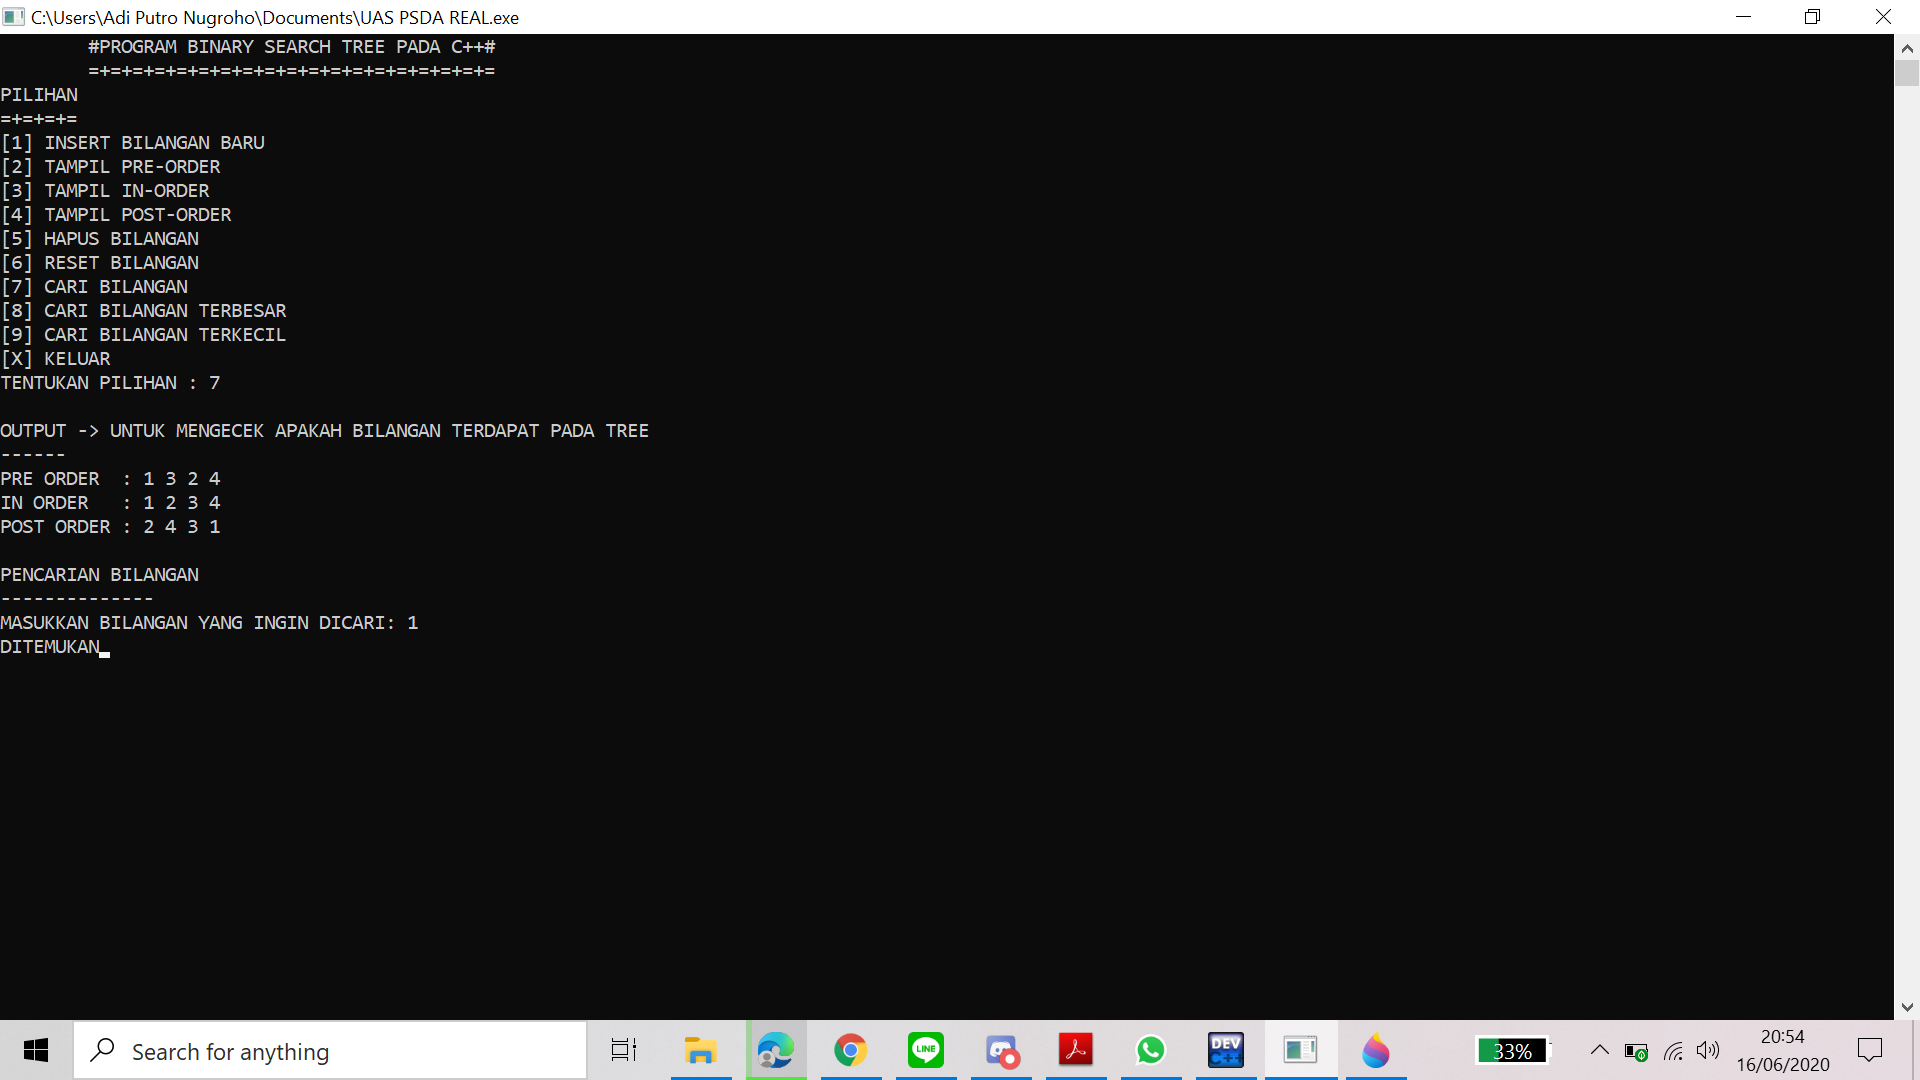 C:\Users\Adi Putro Nugroho\Documents\UAS PSDA REAL.exe
#PROGRAM BINARY SEARCH TREE PADA C++#
=+=+=+=+=+=+=+=+=+=+=+=+=+=+=+=+=+=+=
PILIHAN
=+=+=+=
[1] INSERT BILANGAN BARU
[2] TAMPIL PRE-ORDER
[3] TAMPIL IN-ORDER
[4] TAMPIL POST-ORDER
[5] HAPUS BILANGAN
[6] RESET BILANGAN
[7] CARI BILANGAN
[8] CARI BILANGAN TERBESAR
[9] CARI BILANGAN TERKECIL
[X] KELUAR
TENTUKAN PILIHAN : 7
OUTPUT -> UNTUK MENGECEK APAKAH BILANGAN TERDAPAT PADA TREE
------
PRE ORDER  : 1 3 2 4
IN ORDER   : 1 2 3 4
POST ORDER : 2 4 3 1
PENCARIAN BILANGAN
--------------
MASUKKAN BILANGAN YANG INGIN DICARI: 1
DITEMUKAN
Search for anything
LINE
DEV
C++
33%
20:54
16/06/2020